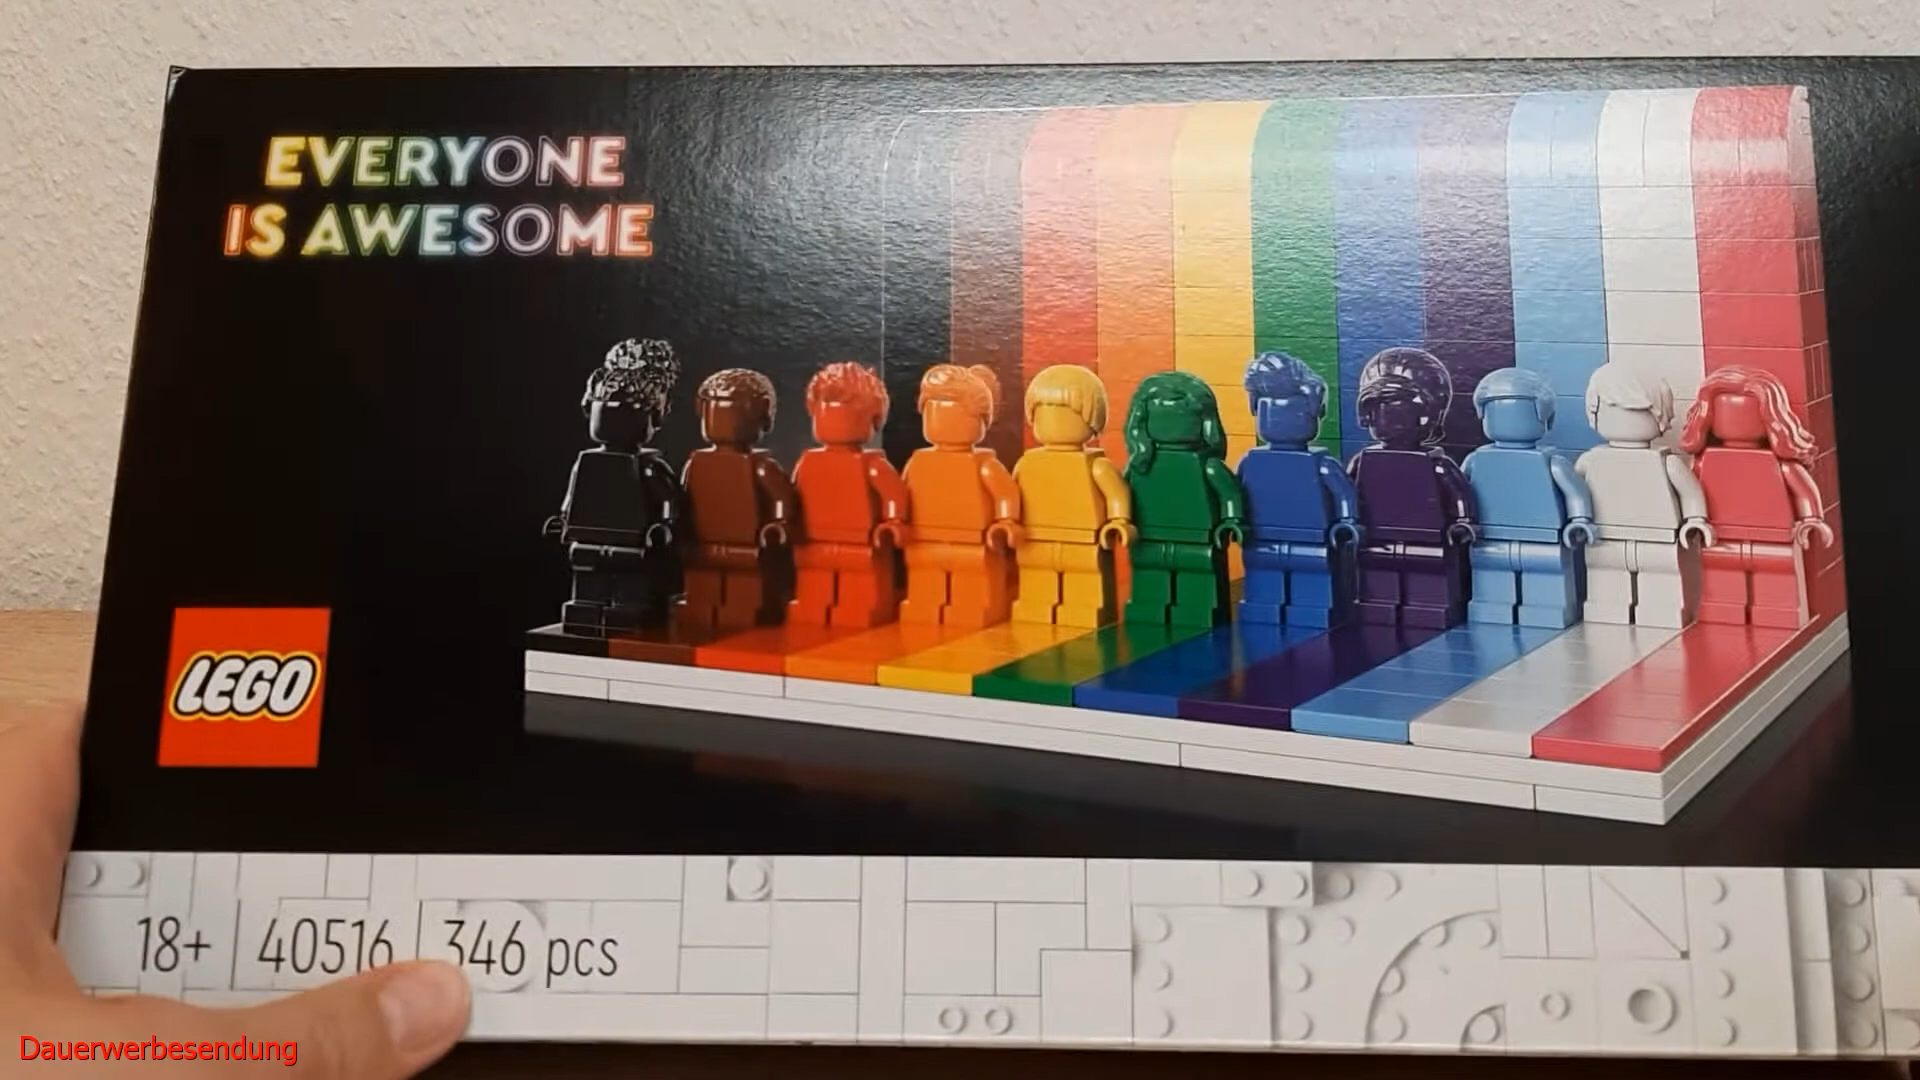 EVERYONE
IS AWESOME
LEGO
18+ 40516 346 pcs
Dauerwerbesendung